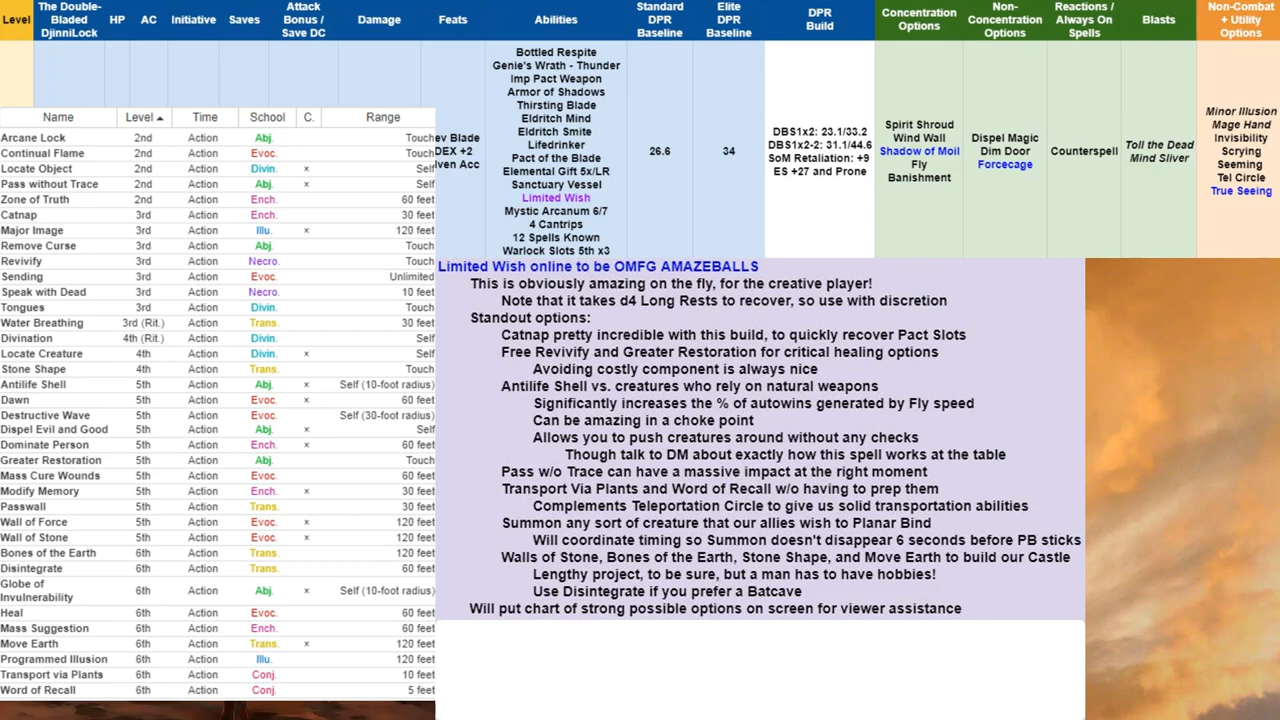 Level
The Double-Bladed DjinniLock
HP
AC
Initiative
Saves
Attack Bonus / Save DC
Damage
Feats
Abilities
Standard DPR Baseline
Elite DPR Baseline
DPR Build
Concentration Options
Non-Concentration Options
Reactions / Always On Spells
Blasts
Non-Combat + Utility Options
ev Blade
DEX +2
lven Acc
Bottled Respite
Genie's Wrath - Thunder
Imp Pact Weapon
Armor of Shadows
Thirsting Blade
Eldritch Mind
Eldritch Smite
Lifedrinker
Pact of the Blade
Elemental Gift 5x/LR
Sanctuary Vessel
Limited Wish
Mystic Arcanum 6/7
4 Cantrips
12 Spells Known
Warlock Slots 5th x3
26.6
34
DBS1x2: 23.1/33.2
DBS1x2-2: 31.1/44.6
SoM Retaliation: +9
ES +27 and Prone
Spirit Shroud
Wind Wall
Shadow of Moil
Fly
Banishment
Dispel Magic
Dim Door
Forcecage
Counterspell
Toll the Dead
Mind Sliver
Minor Illusion
Mage Hand
Invisibility
Scrying
Seeming
Tel Circle
True Seeing
Name Level Time School C. Range
Arcane Lock 2nd Action Abj. Touch
Continual Flame 2nd Action Evoc. Touch
Locate Object 2nd Action Divin. × Self
Pass without Trace 2nd Action Abj. × Self
Zone of Truth 2nd Action Ench. 60 feet
Catnap 3rd Action Ench. 30 feet
Major Image 3rd Action Illu. × 120 feet
Remove Curse 3rd Action Abj. Touch
Revivify 3rd Action Necro. Touch
Sending 3rd Action Evoc. Unlimited
Speak with Dead 3rd Action Necro. 10 feet
Tongues 3rd Action Divin. Touch
Water Breathing 3rd (Rit.) Action Trans. 30 feet
Divination 4th (Rit.) Action Divin. Self
Locate Creature 4th Action Divin. × Self
Stone Shape 4th Action Trans. Touch
Antilife Shell 5th Action Abj. × Self (10-foot radius)
Dawn 5th Action Evoc. × 60 feet
Destructive Wave 5th Action Evoc. Self (30-foot radius)
Dispel Evil and Good 5th Action Abj. × Self
Dominate Person 5th Action Ench. × 60 feet
Greater Restoration 5th Action Abj. Touch
Mass Cure Wounds 5th Action Evoc. 60 feet
Modify Memory 5th Action Ench. × 30 feet
Passwall 5th Action Trans. 30 feet
Wall of Force 5th Action Evoc. × 120 feet
Wall of Stone 5th Action Evoc. × 120 feet
Bones of the Earth 6th Action Trans. 120 feet
Disintegrate 6th Action Trans. 60 feet
Globe of Invulnerability 6th Action Abj. × Self (10-foot radius)
Heal 6th Action Evoc. 60 feet
Mass Suggestion 6th Action Ench. 60 feet
Move Earth 6th Action Trans. × 120 feet
Programmed Illusion 6th Action Illu. 120 feet
Transport via Plants 6th Action Conj. 10 feet
Word of Recall 6th Action Conj. 5 feet
Limited Wish online to be OMFG AMAZEBALLS
This is obviously amazing on the fly, for the creative player!
Note that it takes d4 Long Rests to recover, so use with discretion
Standout options:
Catnap pretty incredible with this build, to quickly recover Pact Slots
Free Revivify and Greater Restoration for critical healing options
Avoiding costly component is always nice
Antilife Shell vs. creatures who rely on natural weapons
Significantly increases the % of autowins generated by Fly speed
Can be amazing in a choke point
Allows you to push creatures around without any checks
Though talk to DM about exactly how this spell works at the table
Pass w/o Trace can have a massive impact at the right moment
Transport Via Plants and Word of Recall w/o having to prep them
Complements Teleportation Circle to give us solid transportation abilities
Summon any sort of creature that our allies wish to Planar Bind
Will coordinate timing so Summon doesn't disappear 6 seconds before PB sticks
Walls of Stone, Bones of the Earth, Stone Shape, and Move Earth to build our Castle
Lengthy project, to be sure, but a man has to have hobbies!
Use Disintegrate if you prefer a Batcave
Will put chart of strong possible options on screen for viewer assistance